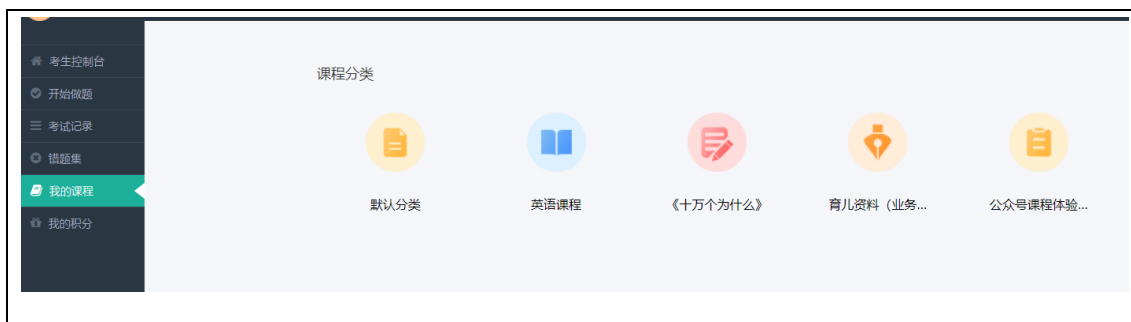 考生控制台
开始做题
考试记录
错题集
我的课程
我的积分
课程分类
默认分类
英语课程
《十万个为什么》
育儿资料（业务...
公众号课程体验...